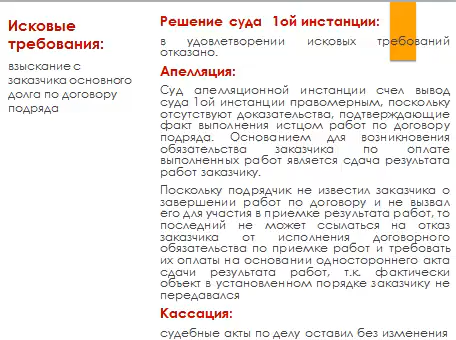 Исковые
требования:
взыскание с
заказчика основного
долга по договору
подряда
Решение суда 1ой инстанции:
в удовлетворении исковых требований
отказано.
Апелляция:
Суд апелляционной инстанции счел вывод
суда 1ой инстанции правомерным, поскольку
отсутствуют доказательства, подтверждающие
факт выполнения истцом работ по договору
подряда. Основанием для возникновения
обязательства заказчика по оплате
выполненных работ является сдача результата
работ заказчику.
Поскольку подрядчик не известил заказчика о
завершении работ по договору и не вызвал
его для участия в приемке результата работ, то
последний не может ссылаться на отказ
заказчика от исполнения договорного
обязательства по приемке работ и требовать
их оплаты на основании одностороннего акта
сдачи результата работ, т.к. фактически
объект в установленном порядке заказчику не
передавался
Кассация:
судебные акты по делу оставил без изменения